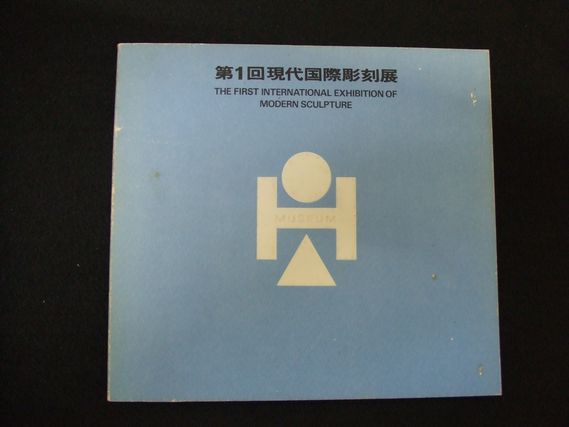 第1回現代国際彫刻展
THE FIRST INTERNATIONAL EXHIBITION OF
MODERN SCULPTURE
MUSEUM